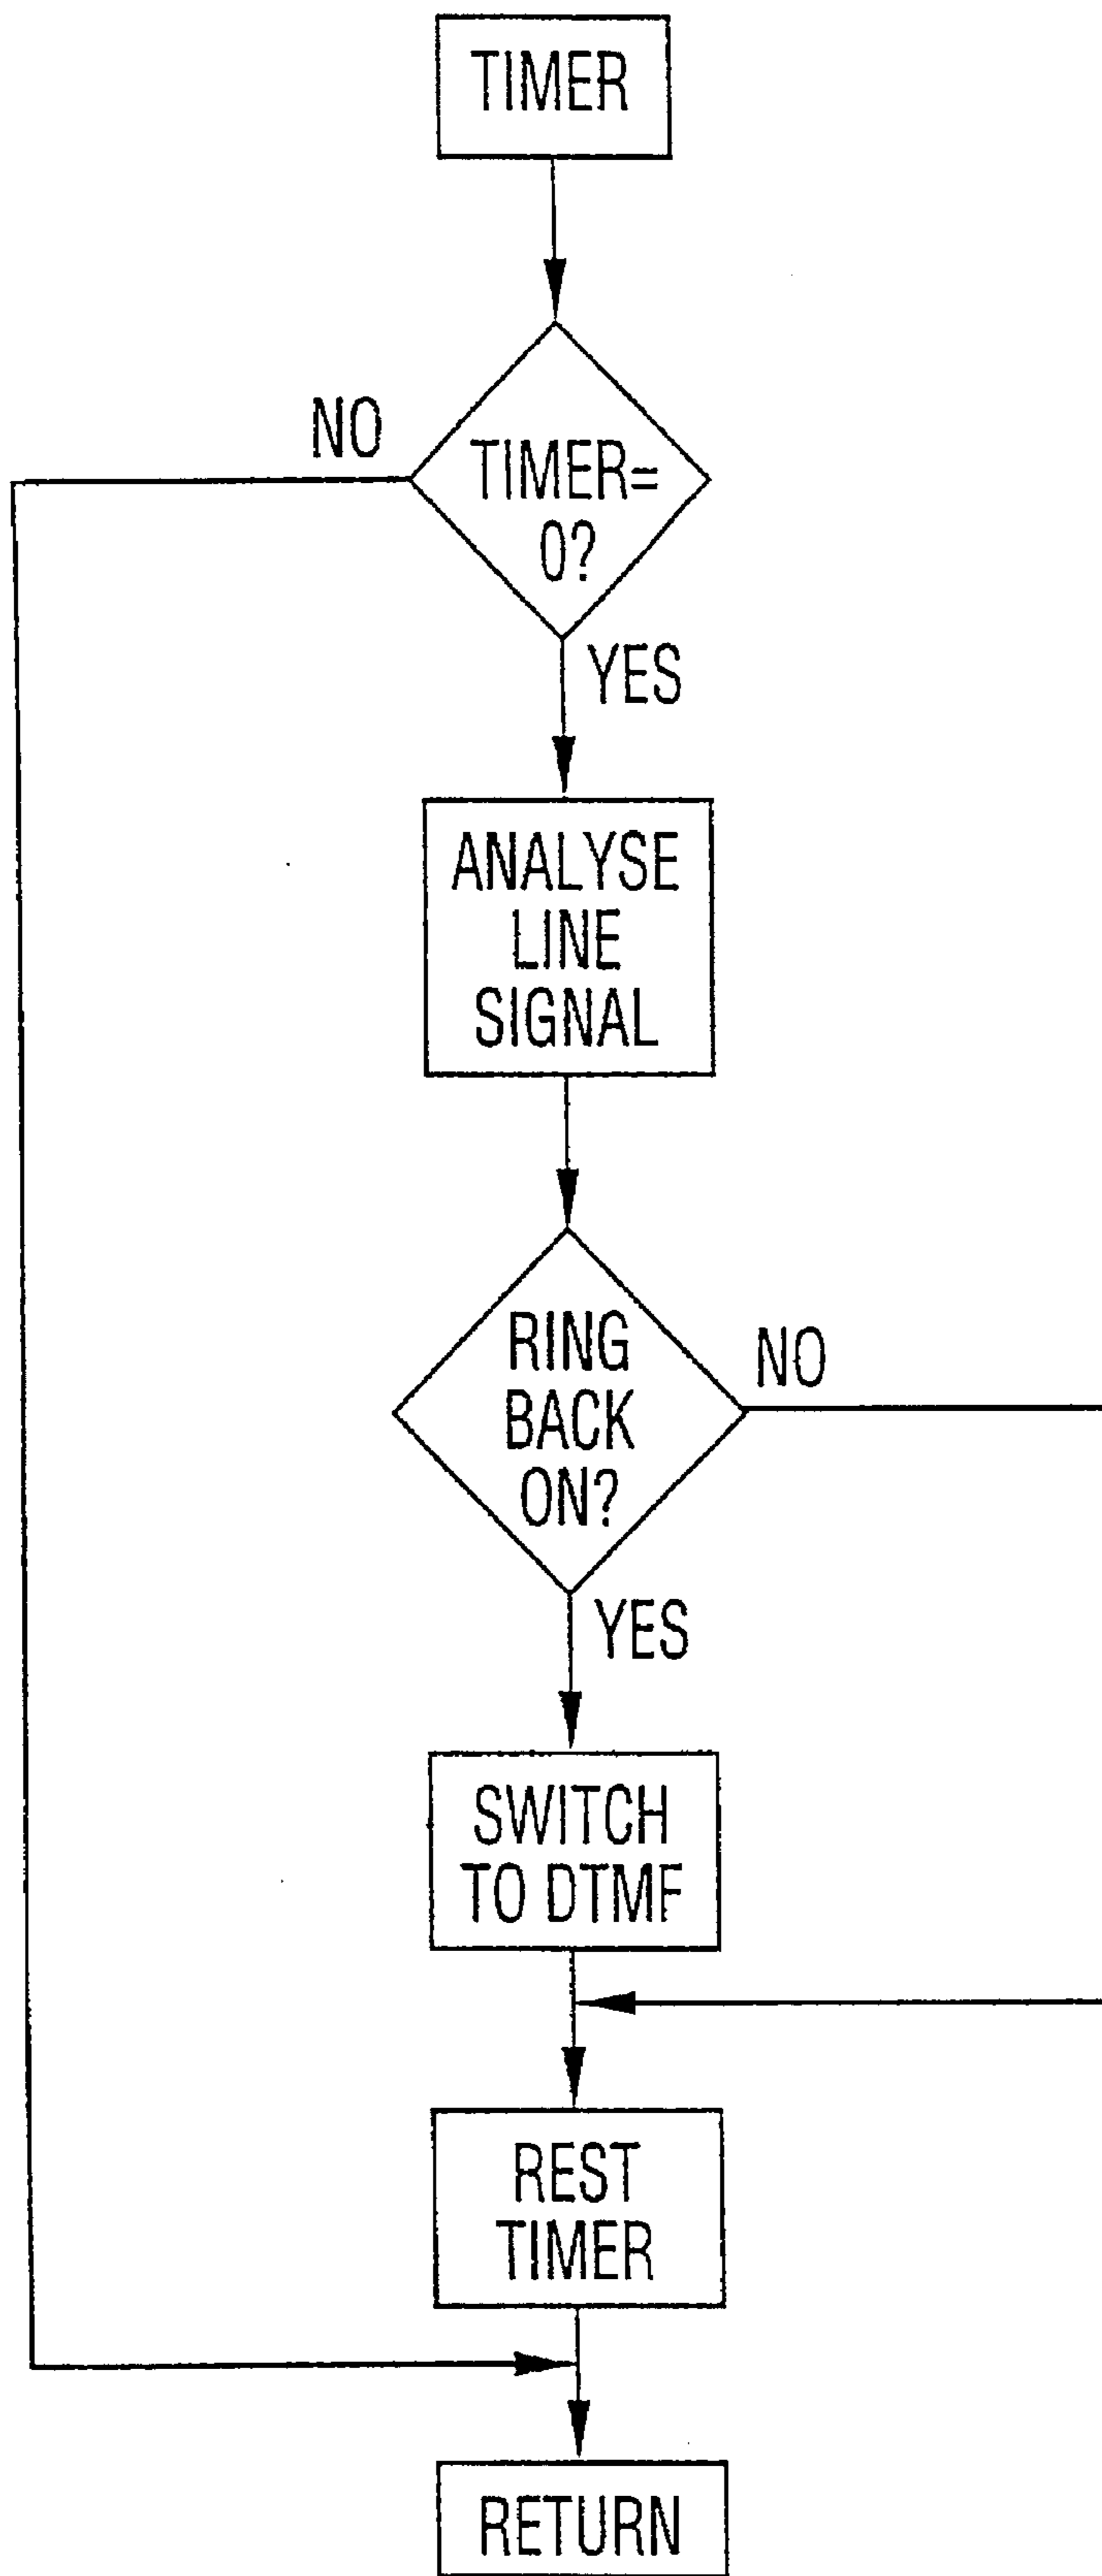 TIMER
NO
TIMER=
0?
YES
ANALYSE
LINE
SIGNAL
RING
BACK
ON?
NO
YES
SWITCH
TO DTMF
REST
TIMER
RETURN